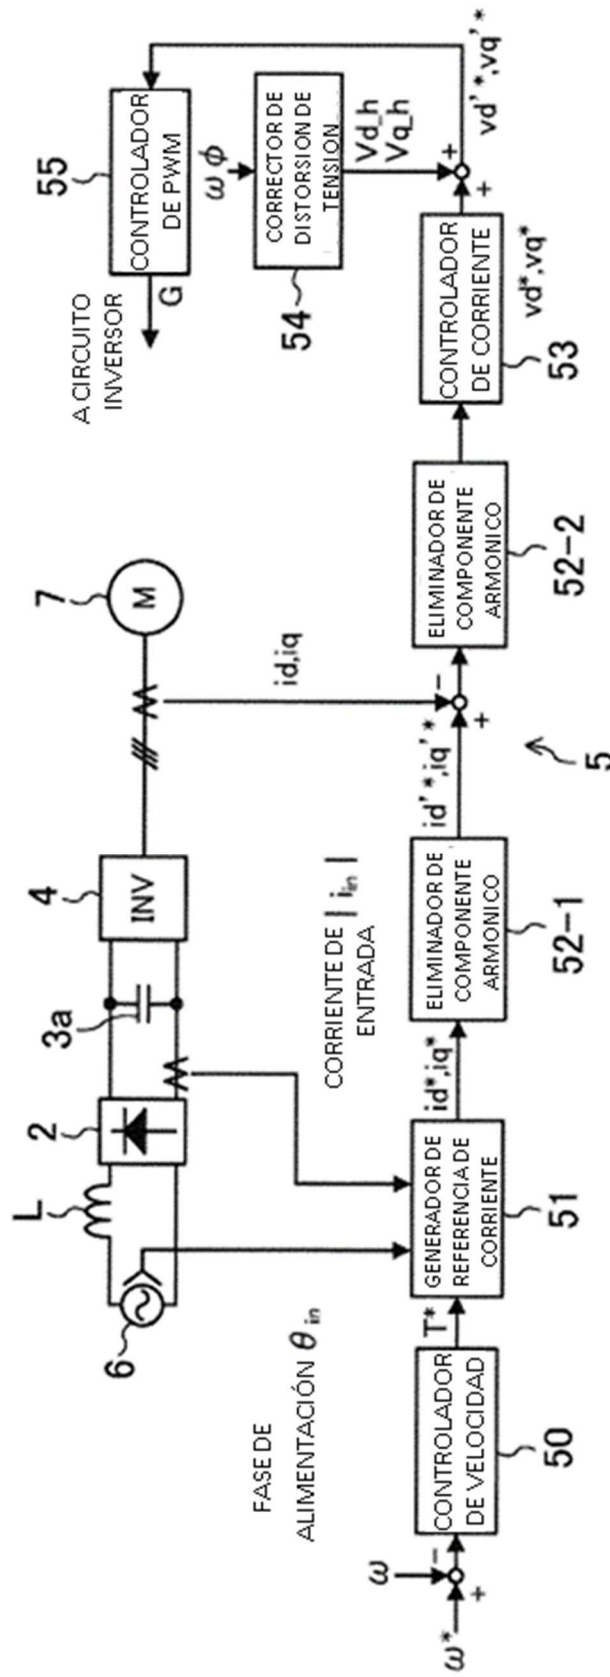 6
L
2
3a
4
INV
7
M
FASE DE
ALIMENTACIÓN θ in
CORRIENTE DE | i in |
ENTRADA
id,iq
A CIRCUITO
INVERSOR
G
55
CONTROLADOR
DE PWM
ω ϕ
CORRECTOR DE
DISTORSION DE
TENSION
54
Vd_h
Vq_h
ω
ω*
-
+
CONTROLADOR
DE VELOCIDAD
50
T*
GENERADOR DE
REFERENCIA DE
CORRIENTE
51
id*,iq*
ELIMINADOR DE
COMPONENTE
ARMONICO
52-1
id'*,iq'*
-
+
ELIMINADOR DE
COMPONENTE
ARMONICO
52-2
CONTROLADOR
DE CORRIENTE
53
vd*,vq*
+
+
vd'*,vq'*
5